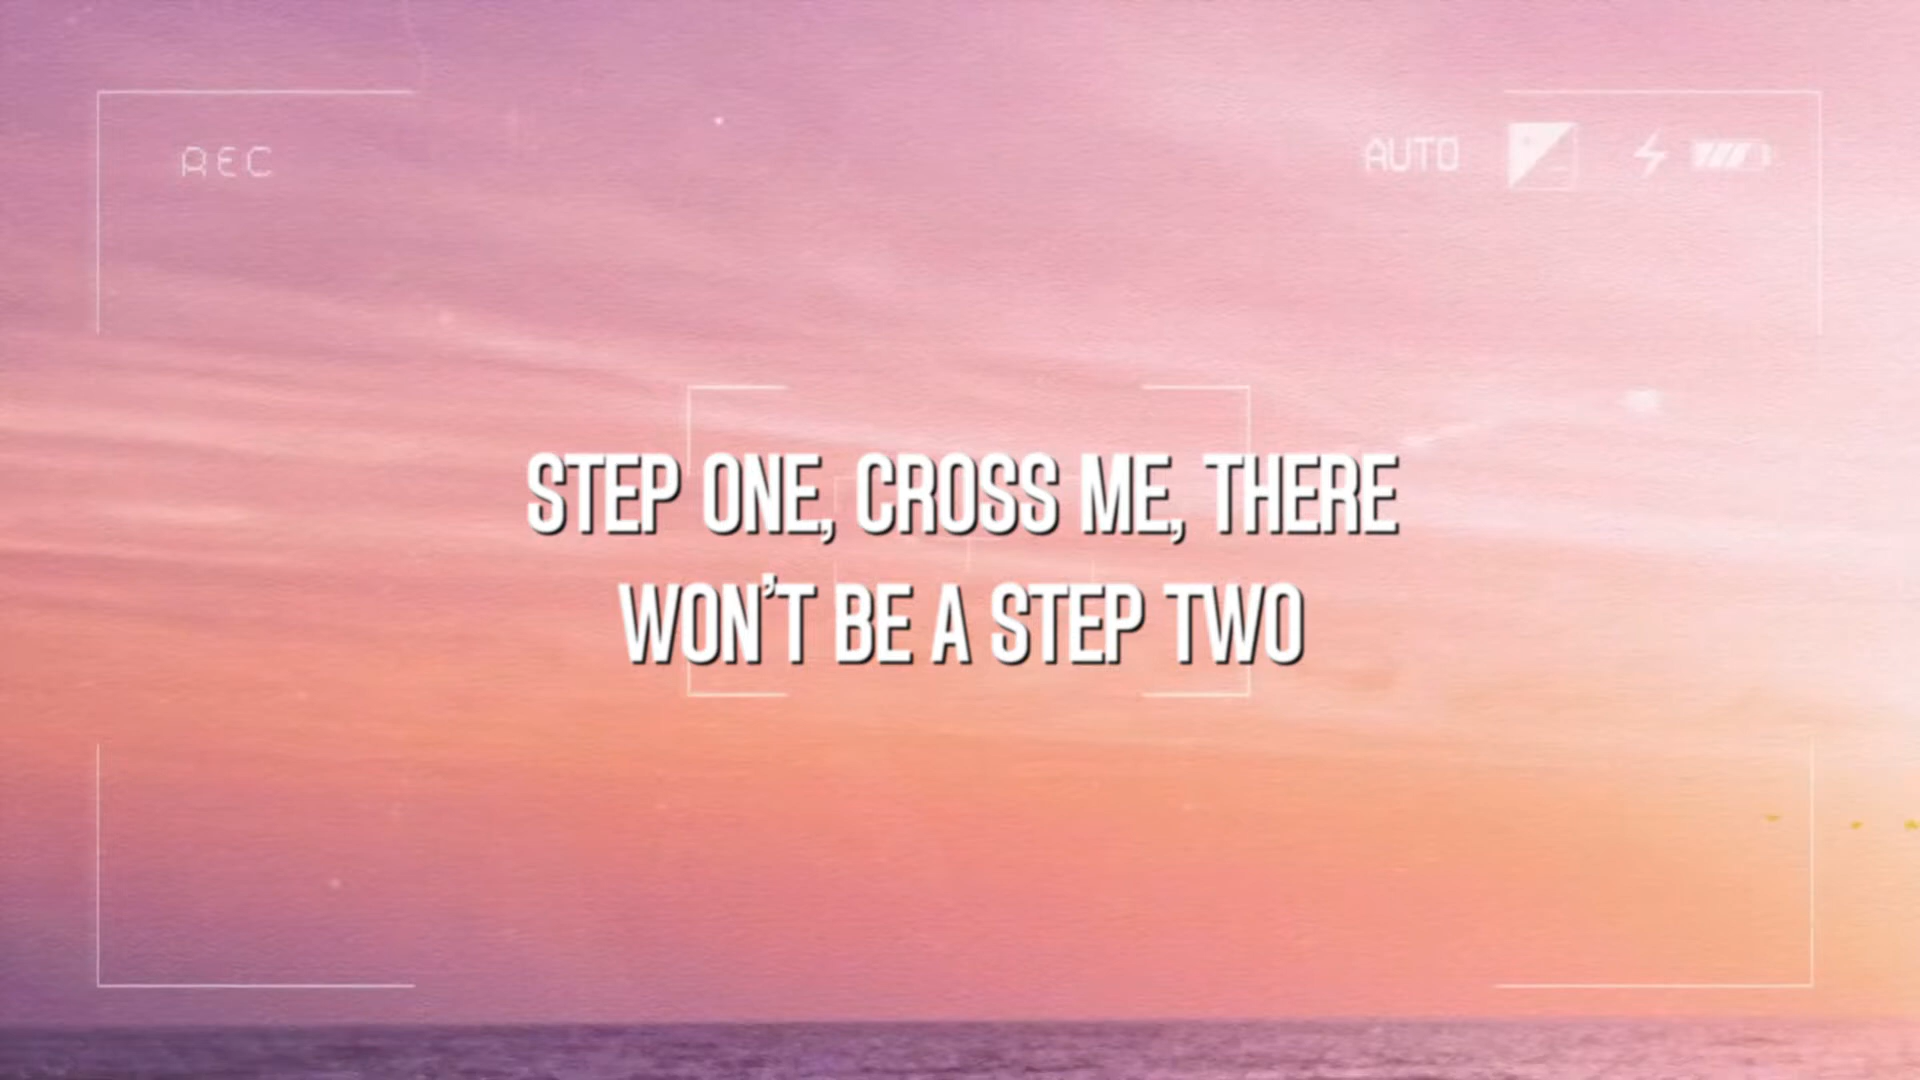 REC
AUTO
STEP ONE, CROSS ME, THERE
WON'T BE A STEP TWO